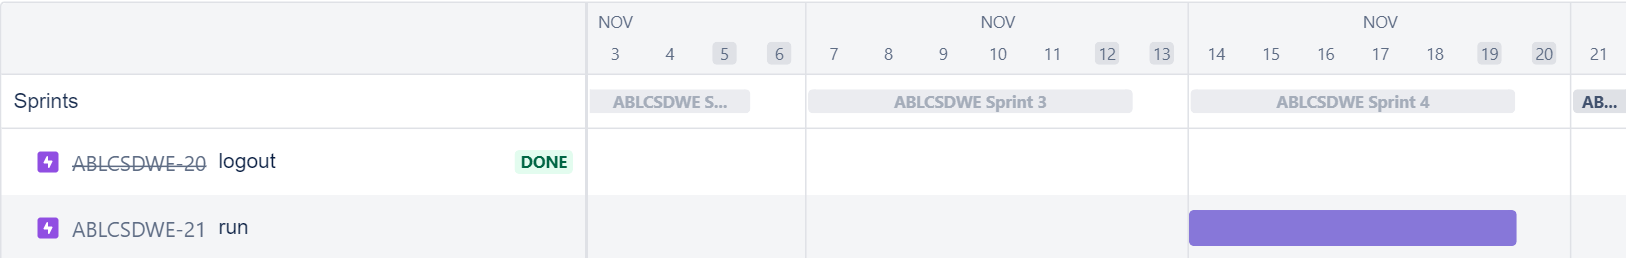 NOV NOV NOV
3 4 5 6 7 8 9 10 11 12 13 14 15 16 17 18 19 20 21
Sprints ABLCSDWE S... ABLCSDWE Sprint 3 ABLCSDWE Sprint 4 AB...
ABLCSDWE-20 logout DONE
ABLCSDWE-21 run